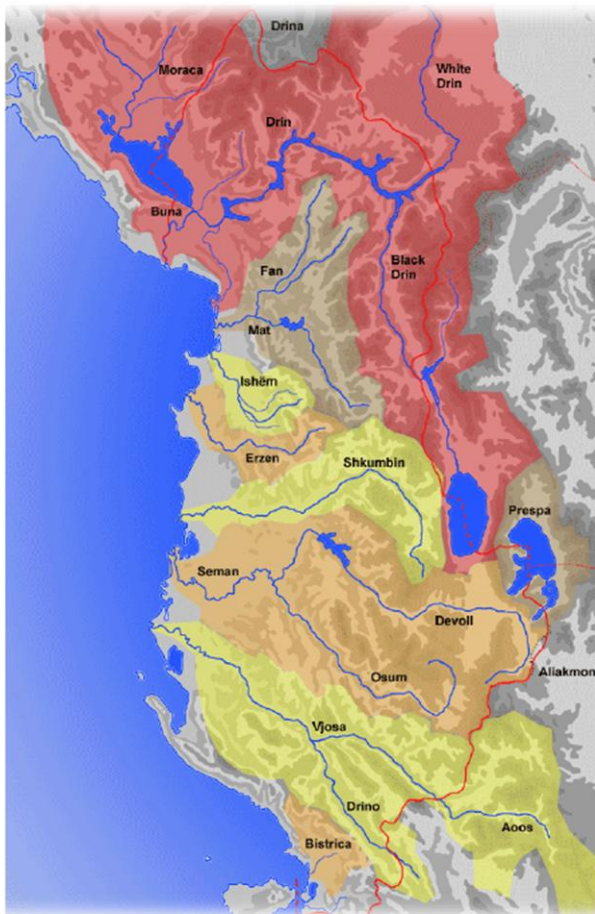 Drina
Moraca
White
Drin
Drin
Buna
Black
Drin
Fan
Mat
Ishëm
Erzen
Shkumbin
Prespa
Seman
Devoll
Aliakmon
Osum
Vjosa
Drino
Aoos
Bistrica